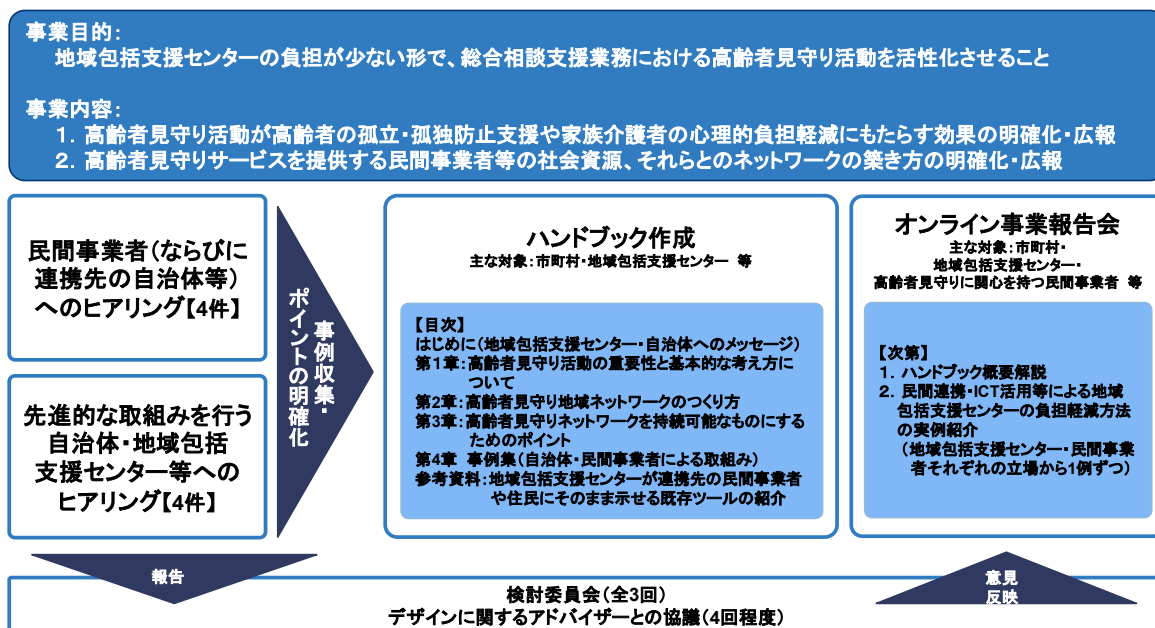 事業目的：
地域包括支援センターの負担が少ない形で、総合相談支援業務における高齢者見守り活動を活性化させること
事業内容：
１．高齢者見守り活動が高齢者の孤立・孤独防止支援や家族介護者の心理的負担軽減にもたらす効果の明確化・広報
２．高齢者見守りサービスを提供する民間事業者等の社会資源、それらとのネットワークの築き方の明確化・広報
民間事業者（ならびに
連携先の自治体等）
へのヒアリング【4件】
先進的な取組みを行う
自治体・地域包括
支援センター等への
ヒアリング【4件】
事例収集・
ポイントの明確化
ハンドブック作成
主な対象：市町村・地域包括支援センター 等
【目次】
はじめに（地域包括支援センター・自治体へのメッセージ）
第１章：高齢者見守り活動の重要性と基本的な考え方に
ついて
第２章：高齢者見守り地域ネットワークのつくり方
第３章：高齢者見守りネットワークを持続可能なものにする
ためのポイント
第４章 事例集（自治体・民間事業者による取組み）
参考資料：地域包括支援センターが連携先の民間事業者
や住民にそのまま示せる既存ツールの紹介
オンライン事業報告会
主な対象：市町村・
地域包括支援センター・
高齢者見守りに関心を持つ民間事業者 等
【次第】
１．ハンドブック概要解説
２．民間連携・ICT活用等による地域
包括支援センターの負担軽減方法
の実例紹介
（地域包括支援センター・民間事業
者それぞれの立場から1例ずつ）
報告
意見
反映
検討委員会（全3回）
デザインに関するアドバイザーとの協議（4回程度）